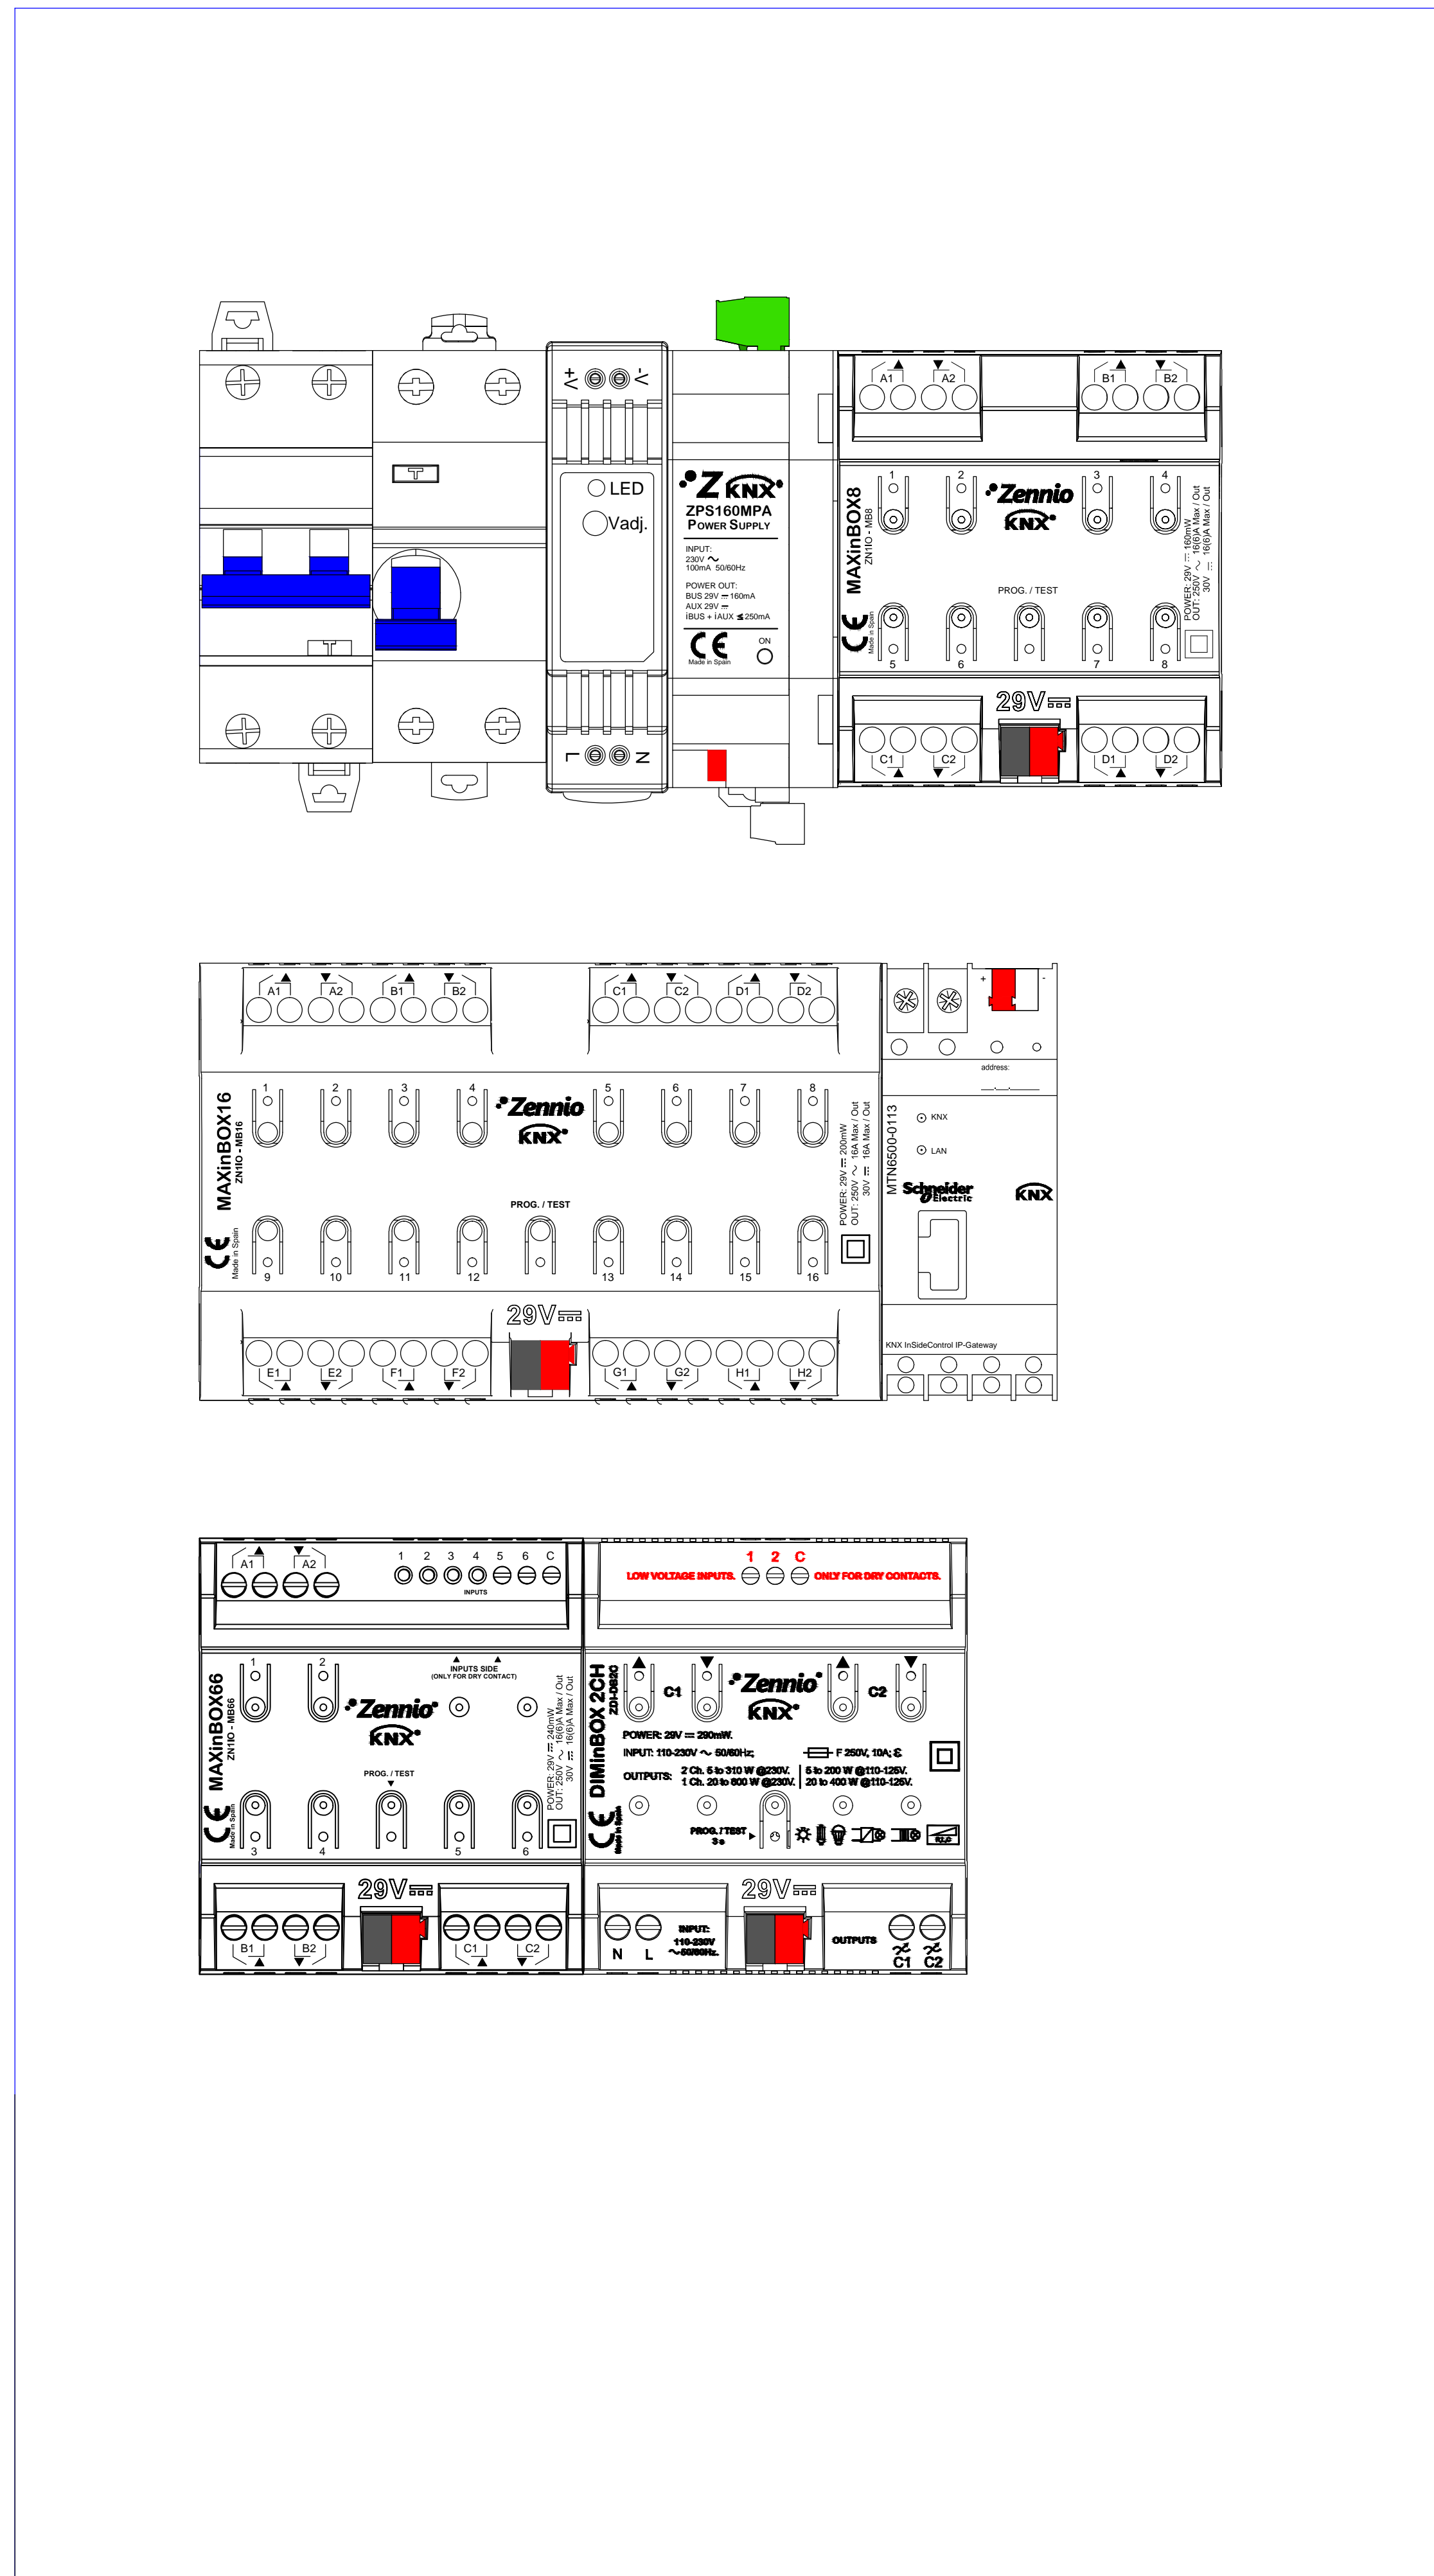 +V -V
LED
Vadj.
L N
Z KNX
ZPS160MPA
POWER SUPPLY
INPUT:
230V ~
100mA 50/60Hz
POWER OUT:
BUS 29V ⎓ 160mA
AUX 29V ⎓
iBUS + iAUX ≤ 250mA
CE
Made in Spain
ON
A1 A2 B1 B2
1 2 3 4
MAXinBOX8
ZN1IO - MB8
Zennio
KNX
PROG. / TEST
POWER: 29V ⎓ 160mW
OUT: 250V ~ 16(6)A Max / Out
30V ⎓ 16(6)A Max / Out
CE
Made in Spain
5 6 7 8
29V ⎓
C1 C2 D1 D2
A1 A2 B1 B2 C1 C2 D1 D2
1 2 3 4 5 6 7 8
MAXinBOX16
ZN1IO - MB16
Zennio
KNX
PROG. / TEST
POWER: 29V ⎓ 200mW
OUT: 250V ~ 16A Max / Out
30V ⎓ 16A Max / Out
CE
Made in Spain
9 10 11 12 13 14 15 16
29V ⎓
E1 E2 F1 F2 G1 G2 H1 H2
+ -
address:
__.__.____
MTN6500-0113
KNX
LAN
Schneider
Electric
KNX
KNX InSideControl IP-Gateway
A1 A2
1 2 3 4 5 6 C
INPUTS
1 2
INPUTS SIDE
(ONLY FOR DRY CONTACT)
MAXinBOX66
ZN1IO - MB66
Zennio
KNX
PROG. / TEST
POWER: 29V ⎓ 240mW
OUT: 250V ~ 16(6)A Max / Out
30V ⎓ 16(6)A Max / Out
CE
Made in Spain
3 4 5 6
29V ⎓
B1 B2 C1 C2
1 2 C
LOW VOLTAGE INPUTS. ONLY FOR DRY CONTACTS.
DIMinBOX 2CH
ZDI-DB2C
C1 C2
Zennio
KNX
POWER: 29V ⎓ 290mW.
INPUT: 110-230V ~ 50/60Hz; F 250V, 10A;
OUTPUTS: 2 Ch. 5 to 310 W @230V. 5 to 200 W @110-125V.
1 Ch. 20 to 600 W @230V. 20 to 400 W @110-125V.
CE
Made in Spain
PROG. / TEST
3 s
R,L,C
29V ⎓
N L
INPUT:
110-230V
~50/60Hz.
OUTPUTS
C1 C2